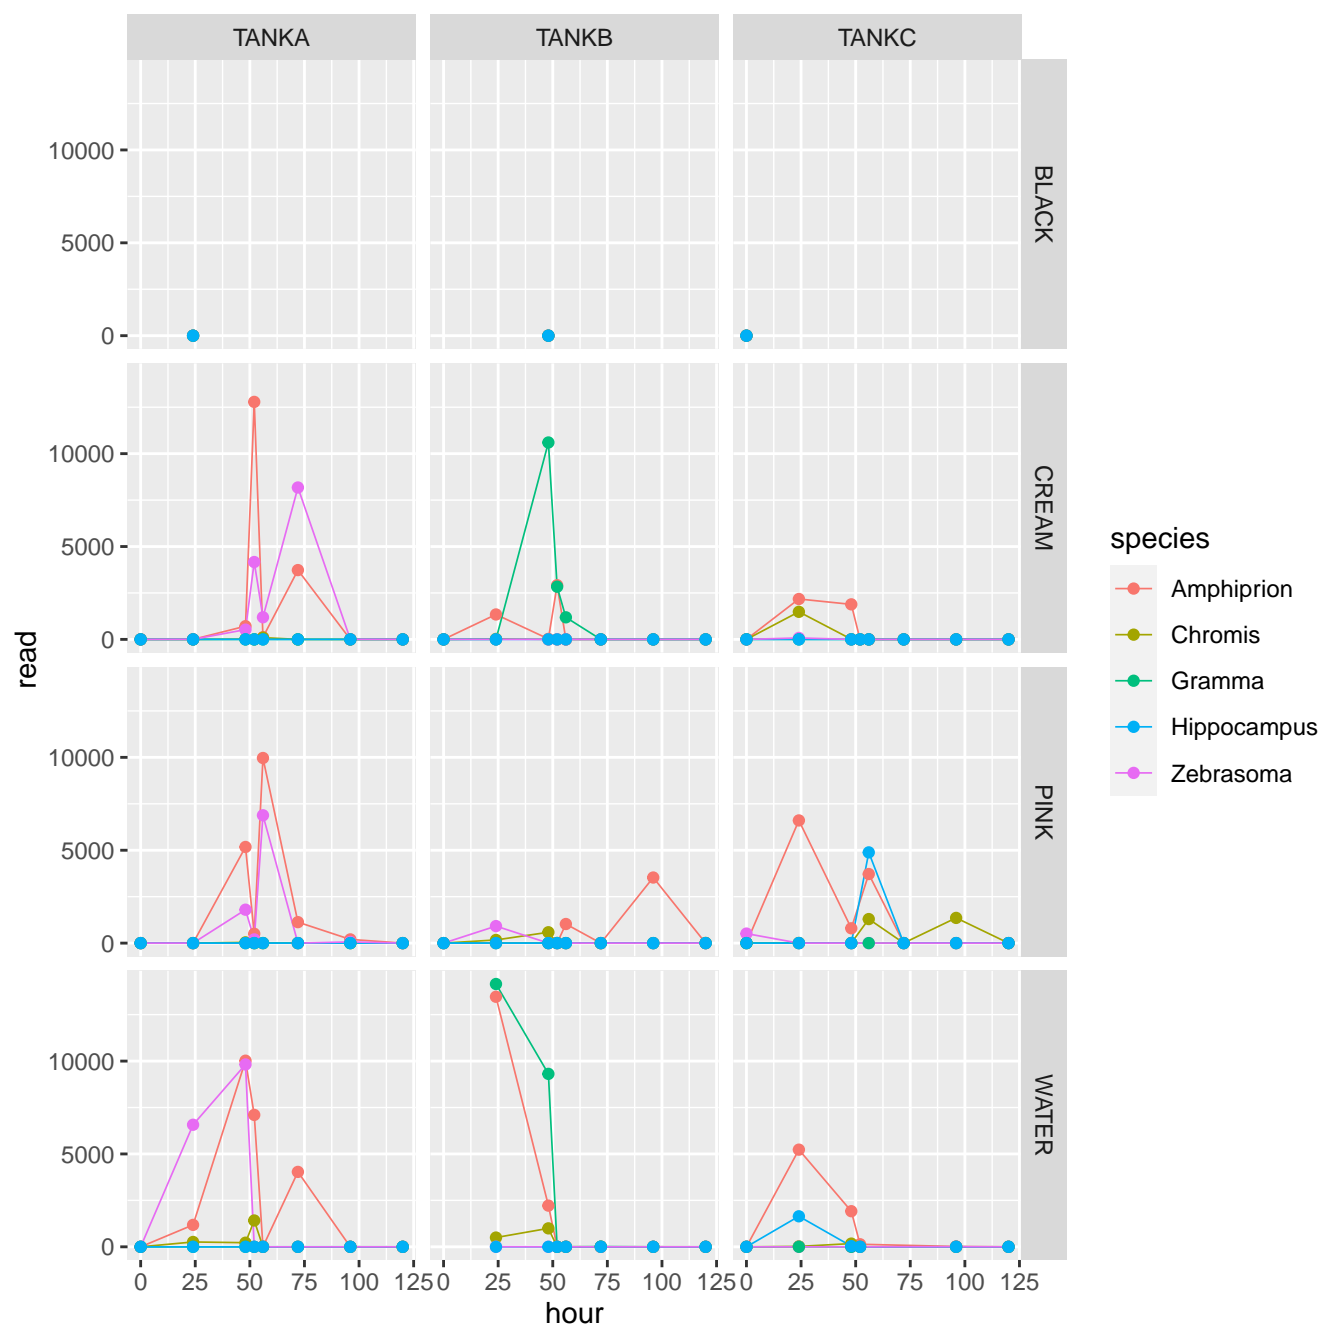 TANKA TANKB TANKC
BLACK
10000
5000
0
CREAM
10000
5000
0
PINK
10000
5000
0
WATER
10000
5000
0
0 25 50 75 100 125 0 25 50 75 100 125 0 25 50 75 100 125
hour
read
species
Amphiprion
Chromis
Gramma
Hippocampus
Zebrasoma